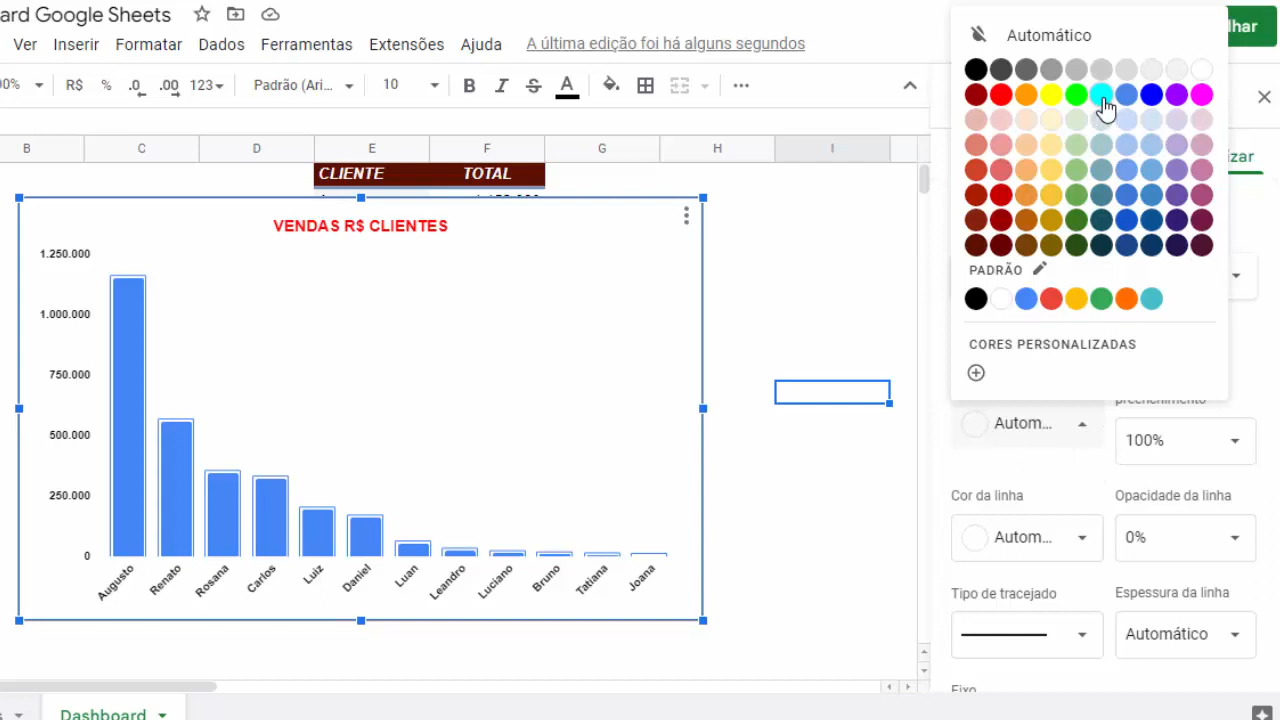 ard Google Sheets
Ver Inserir Formatar Dados Ferramentas Extensões Ajuda A última edição foi há alguns segundos
lhar
0% R$ % .0 .00 123 Padrão (Ari... 10 B I S A
B C D E F G H I
CLIENTE TOTAL
VENDAS R$ CLIENTES
1.250.000
1.000.000
750.000
500.000
250.000
0
Augusto Renato Rosana Carlos Luiz Daniel Luan Leandro Luciano Bruno Tatiana Joana
Automático
zar
PADRÃO
CORES PERSONALIZADAS
preenchimento
Autom... 100%
Cor da linha Opacidade da linha
Autom... 0%
Tipo de tracejado Espessura da linha
Automático
Fixo
Dashboard